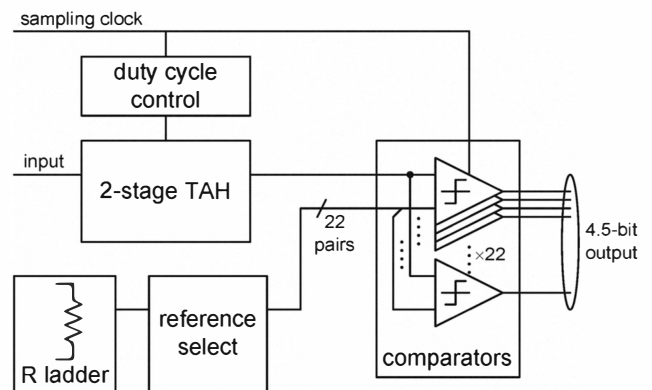 sampling clock
duty cycle
control
input
2-stage TAH
22
pairs
×22
4.5-bit
output
R ladder
reference
select
comparators